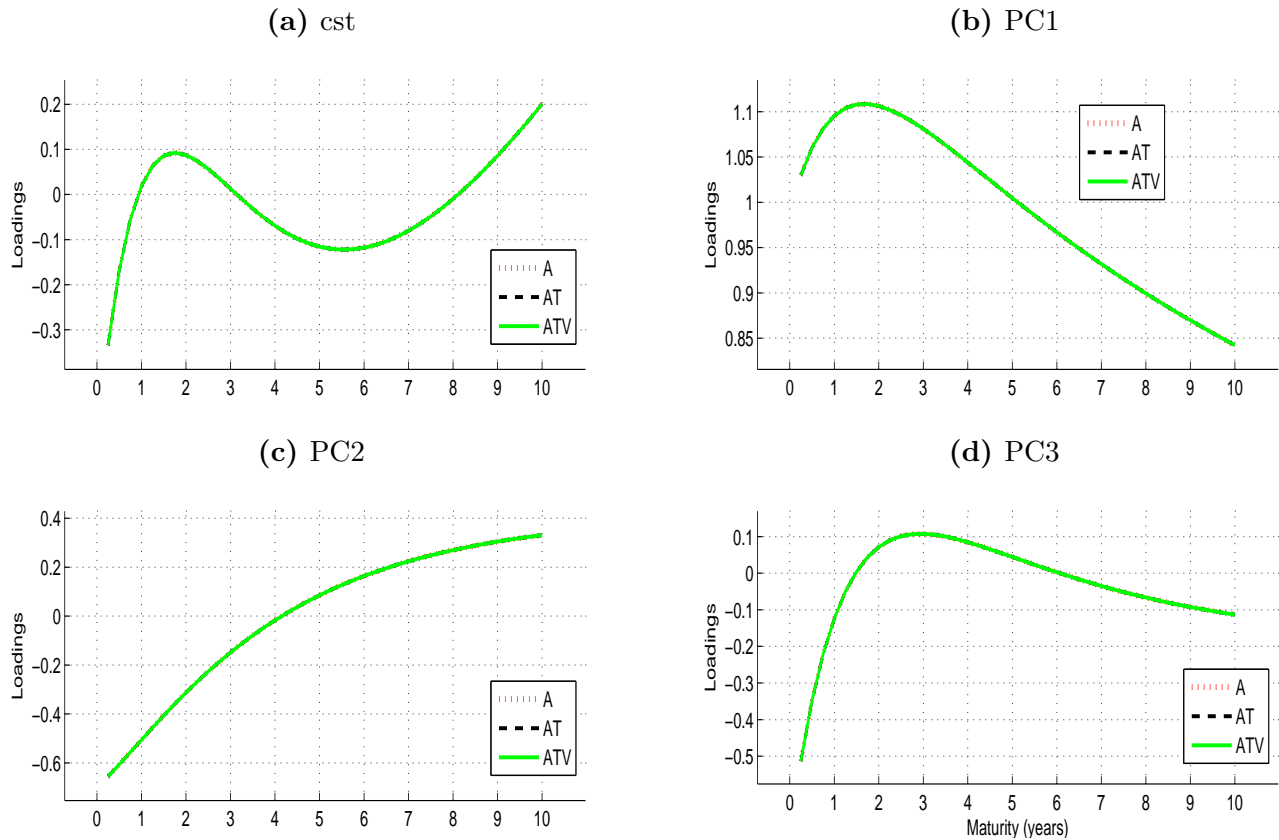 (a) cst
Loadings
0.2
0.1
0
−0.1
−0.2
−0.3
0 1 2 3 4 5 6 7 8 9 10
A
AT
ATV
(b) PC1
Loadings
1.1
1.05
1
0.95
0.9
0.85
0 1 2 3 4 5 6 7 8 9 10
A
AT
ATV
(c) PC2
Loadings
0.4
0.2
0
−0.2
−0.4
−0.6
0 1 2 3 4 5 6 7 8 9 10
A
AT
ATV
(d) PC3
Loadings
0.1
0
−0.1
−0.2
−0.3
−0.4
−0.5
0 1 2 3 4 5 6 7 8 9 10
Maturity (years)
A
AT
ATV